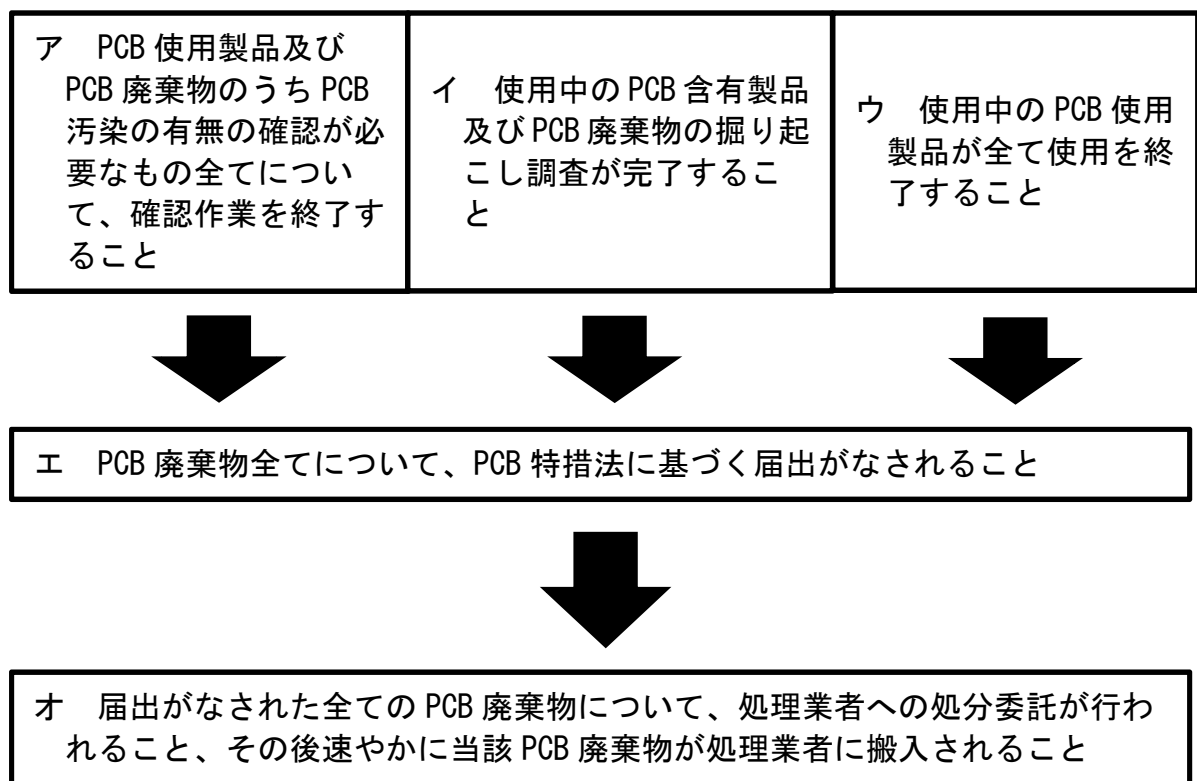 ア　PCB 使用製品及び
PCB 廃棄物のうち PCB
汚染の有無の確認が必
要なもの全てについ
て、確認作業を終了す
ること
イ　使用中の PCB 含有製品
及び PCB 廃棄物の掘り起
こし調査が完了するこ
と
ウ　使用中の PCB 使用
製品が全て使用を終
了すること
エ　PCB 廃棄物全てについて、PCB 特措法に基づく届出がなされること
オ　届出がなされた全ての PCB 廃棄物について、処理業者への処分委託が行わ
れること、その後速やかに当該 PCB 廃棄物が処理業者に搬入されること